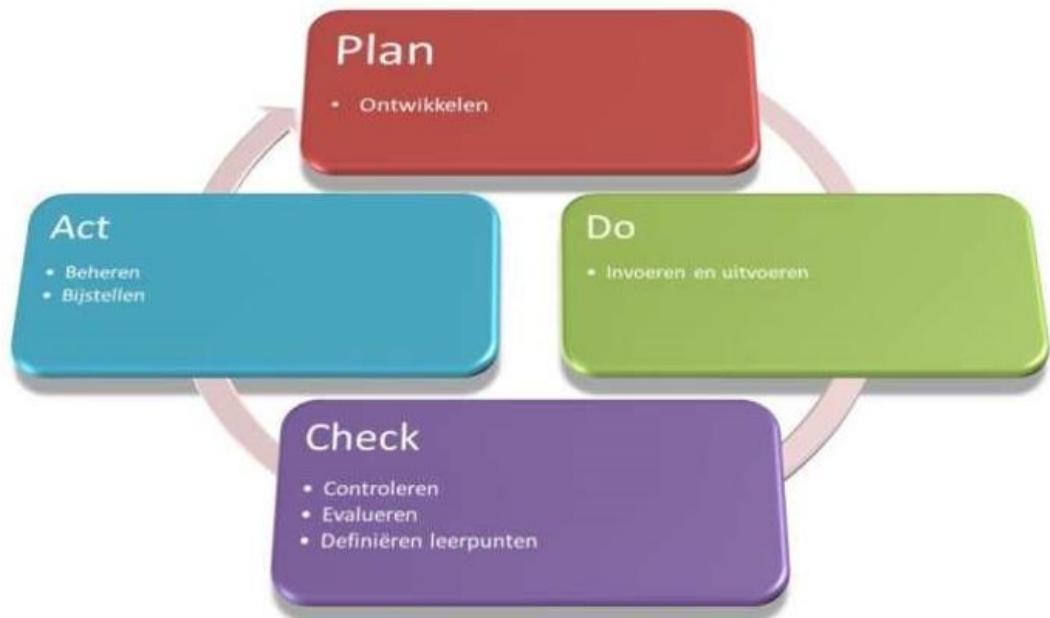 Plan
• Ontwikkelen
Do
• Invoeren en uitvoeren
Check
• Controleren
• Evalueren
• Definiëren leerpunten
Act
• Beheren
• Bijstellen